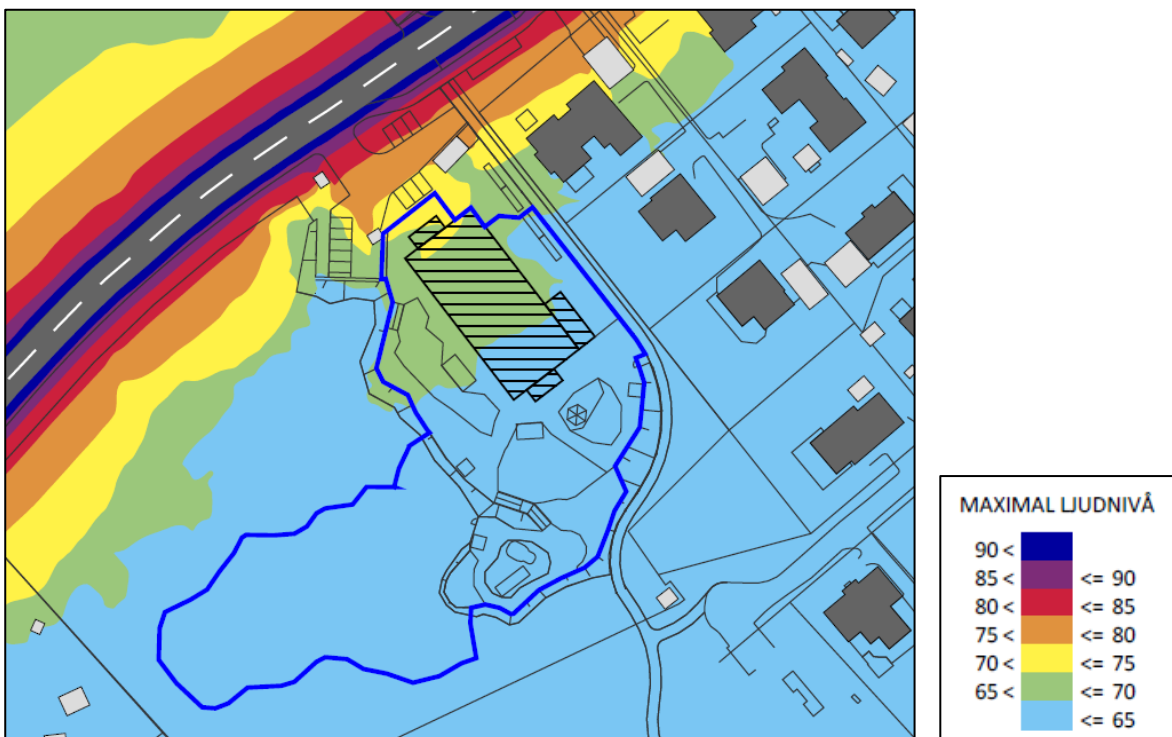 MAXIMAL LJUDNIVÅ
90 <
85 < <= 90
80 < <= 85
75 < <= 80
70 < <= 75
65 < <= 70
<= 65